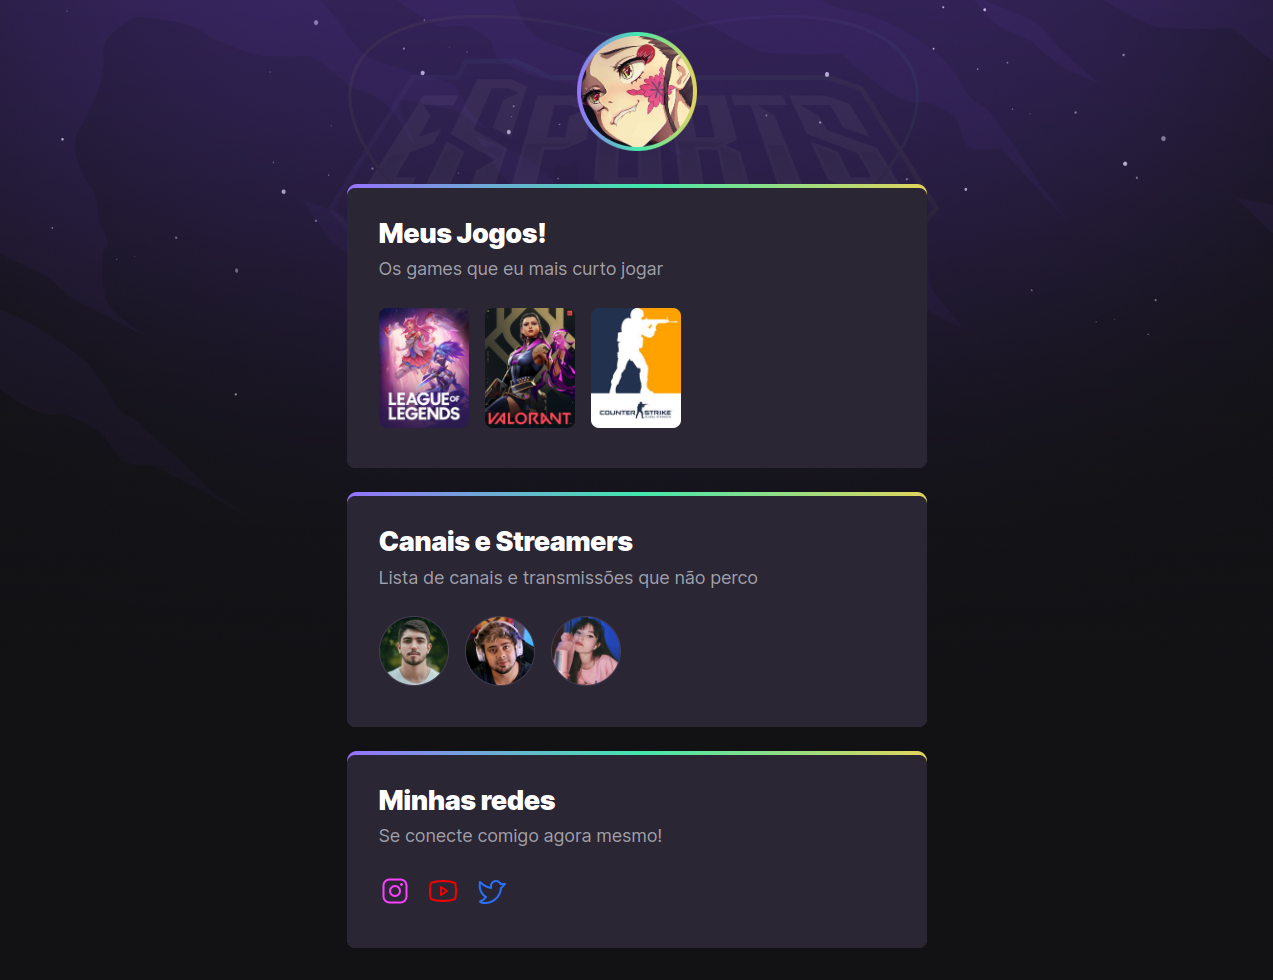 ESPORTS
Meus Jogos!
Os games que eu mais curto jogar
LEAGUE OF
LEGENDS
VALORANT
COUNTER STRIKE
Canais e Streamers
Lista de canais e transmissões que não perco
Minhas redes
Se conecte comigo agora mesmo!